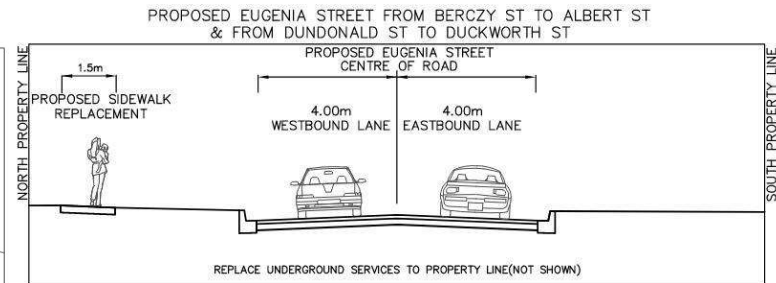 PROPOSED EUGENIA STREET FROM BERCZY ST TO ALBERT ST
& FROM DUNDONALD ST TO DUCKWORTH ST
NORTH PROPERTY LINE
1.5m
PROPOSED SIDEWALK
REPLACEMENT
PROPOSED EUGENIA STREET
CENTRE OF ROAD
4.00m
WESTBOUND LANE
4.00m
EASTBOUND LANE
SOUTH PROPERTY LINE
REPLACE UNDERGROUND SERVICES TO PROPERTY LINE(NOT SHOWN)